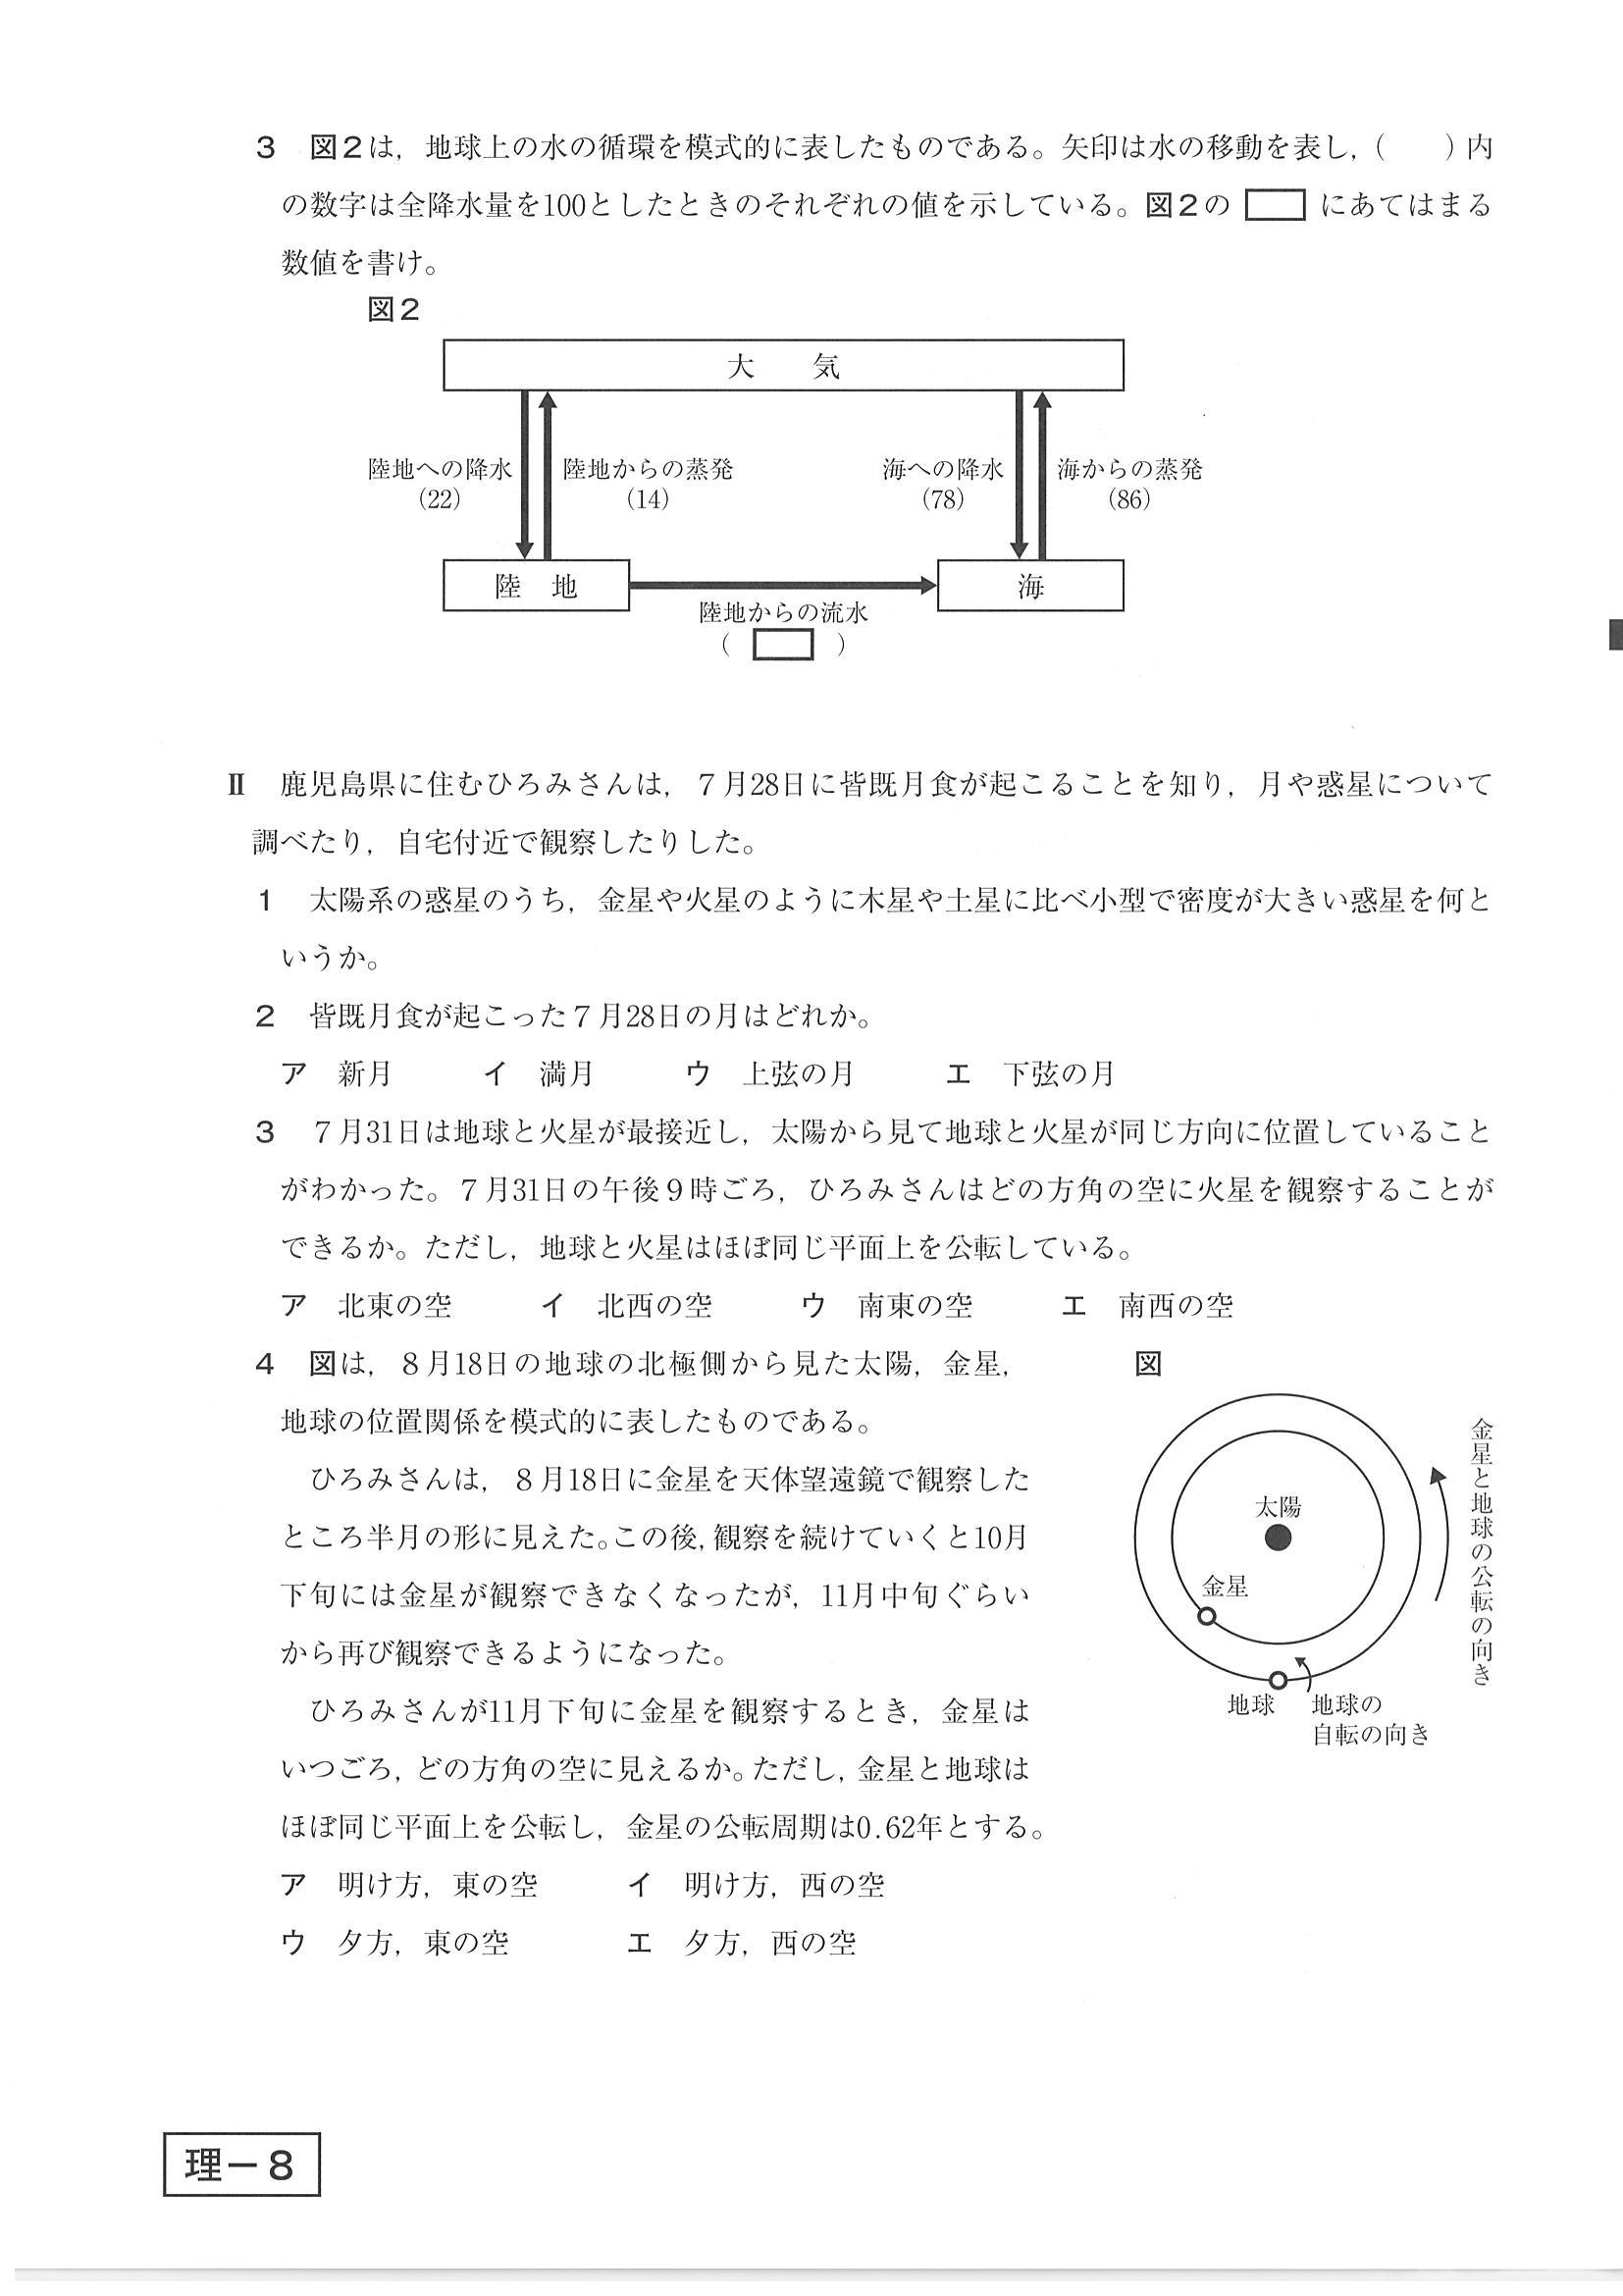 3　図2は，地球上の水の循環を模式的に表したものである。矢印は水の移動を表し，（　　）内
の数字は全降水量を100としたときのそれぞれの値を示している。図2の　　　にあてはまる
数値を書け。
図2
大　気
陸地への降水
（22）
陸地からの蒸発
（14）
海への降水
（78）
海からの蒸発
（86）
陸　地
海
陸地からの流水
（　　　）
Ⅱ　鹿児島県に住むひろみさんは，７月28日に皆既月食が起こることを知り，月や惑星について
調べたり，自宅付近で観察したりした。
1　太陽系の惑星のうち，金星や火星のように木星や土星に比べ小型で密度が大きい惑星を何と
いうか。
2　皆既月食が起こった７月28日の月はどれか。
ア　新月　　　イ　満月　　　ウ　上弦の月　　　エ　下弦の月
3　７月31日は地球と火星が最接近し，太陽から見て地球と火星が同じ方向に位置していること
がわかった。７月31日の午後９時ごろ，ひろみさんはどの方角の空に火星を観察することが
できるか。ただし，地球と火星はほぼ同じ平面上を公転している。
ア　北東の空　　　イ　北西の空　　　ウ　南東の空　　　エ　南西の空
4　図は，８月18日の地球の北極側から見た太陽，金星，
地球の位置関係を模式的に表したものである。
ひろみさんは，８月18日に金星を天体望遠鏡で観察した
ところ半月の形に見えた。この後，観察を続けていくと10月
下旬には金星が観察できなくなったが，11月中旬ぐらい
から再び観察できるようになった。
ひろみさんが11月下旬に金星を観察するとき，金星は
いつごろ，どの方角の空に見えるか。ただし，金星と地球は
ほぼ同じ平面上を公転し，金星の公転周期は0.62年とする。
ア　明け方，東の空　　　イ　明け方，西の空
ウ　夕方，東の空　　　エ　夕方，西の空
図
太陽
金星
地球
地球の
自転の向き
金星と地球の公転の向き
理－8